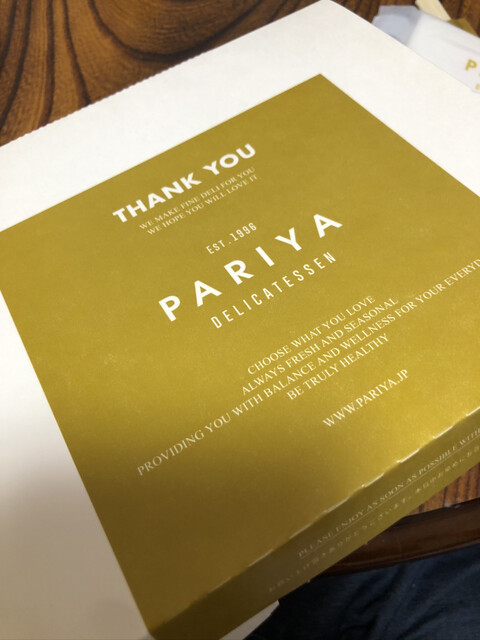 THANK YOU
WE MAKE FINE DELI FOR YOU
WE HOPE YOU WILL LOVE IT
EST.1996
PARIYA
DELICATESSEN
CHOOSE WHAT YOU LOVE
ALWAYS FRESH AND SEASONAL
PROVIDING YOU WITH BALANCE AND WELLNESS FOR YOUR EVERYD
BE TRULY HEALTHY
WWW.PARIYA.JP
PLEASE ENJOY AS SOON AS POSSIBLE WITH
P